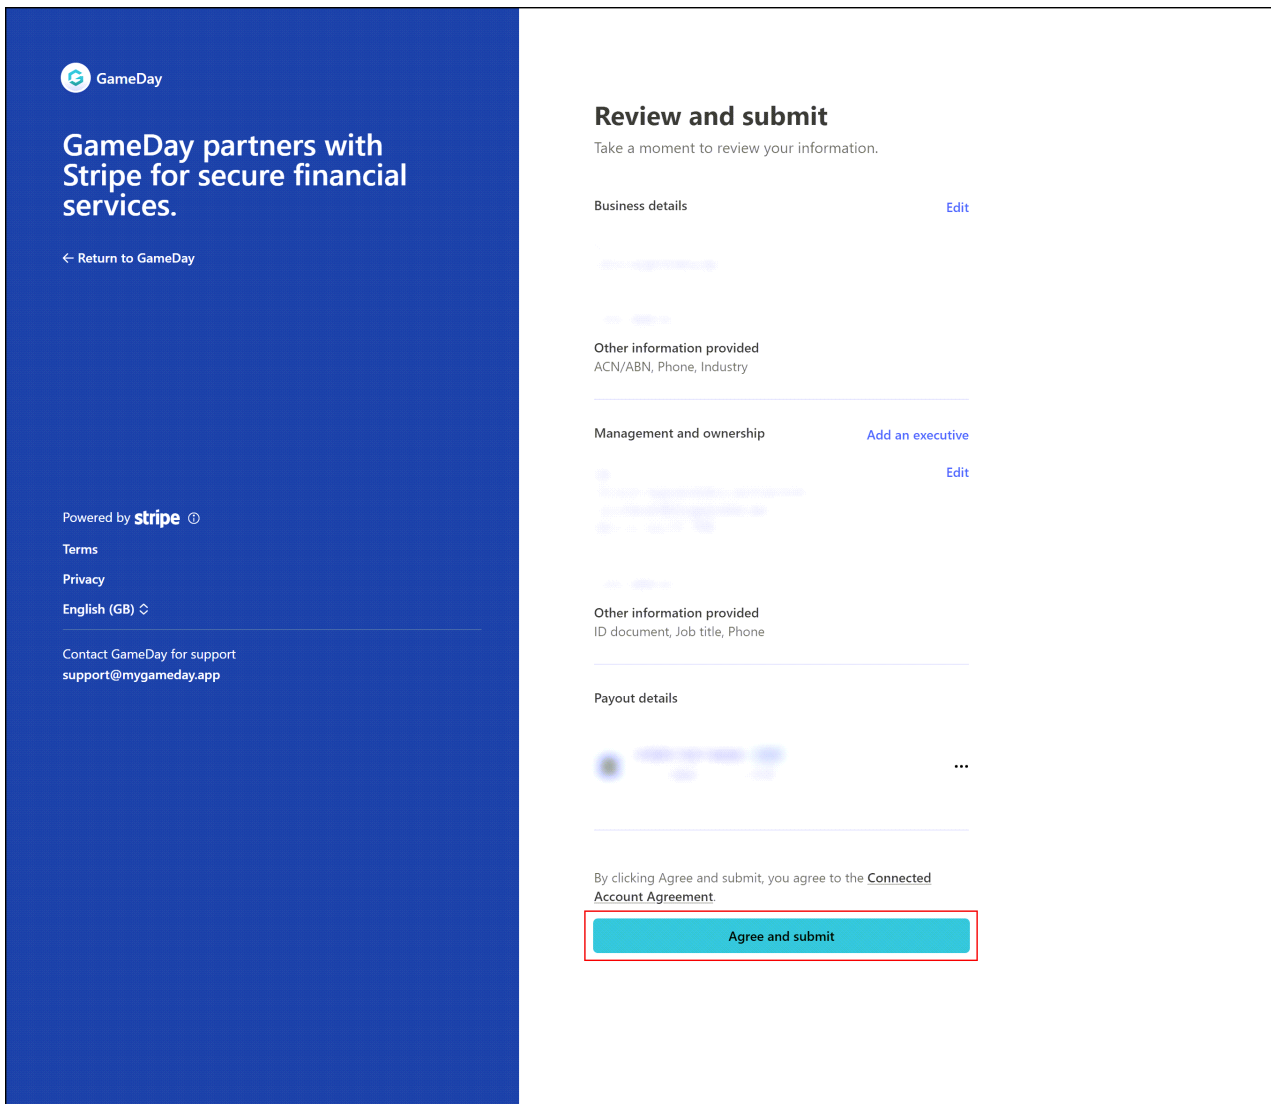 GameDay
GameDay partners with
Stripe for secure financial
services.
← Return to GameDay
Powered by stripe
Terms
Privacy
English (GB)
Contact GameDay for support
support@mygameday.app
Review and submit
Take a moment to review your information.
Business details
Edit
Other information provided
ACN/ABN, Phone, Industry
Management and ownership
Add an executive
Edit
Other information provided
ID document, Job title, Phone
Payout details
By clicking Agree and submit, you agree to the Connected
Account Agreement.
Agree and submit